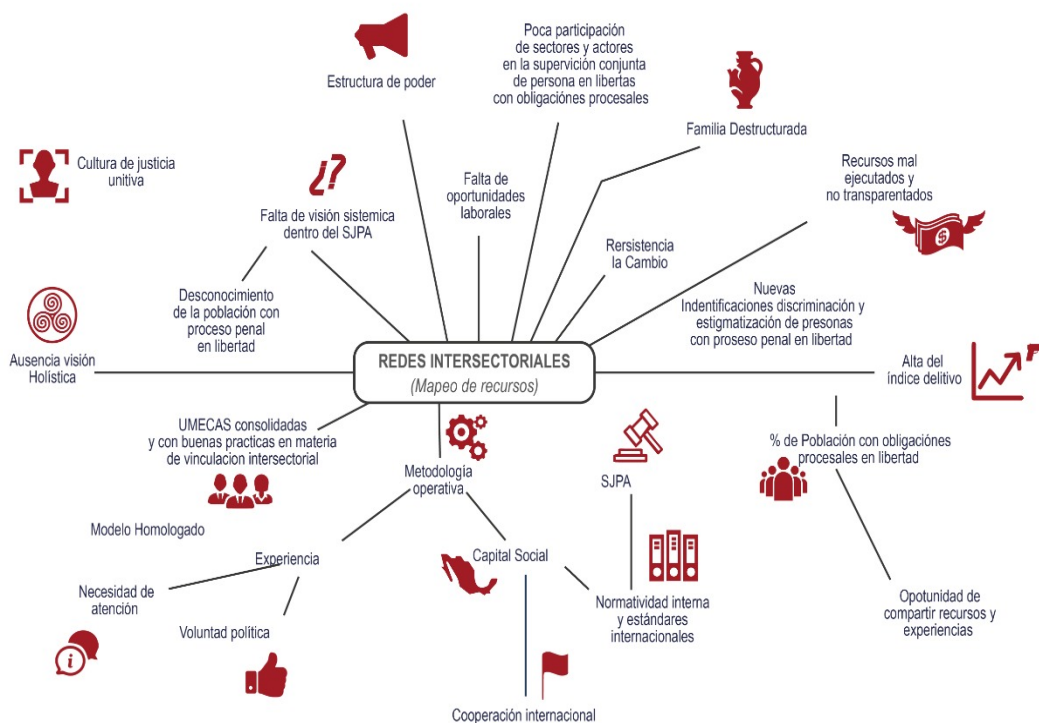 Estructura de poder
Poca participación
de sectores y actores
en la supervición conjunta
de persona en libertas
con obligaciónes procesales
Familia Destructurada
Cultura de justicia
unitiva
¿?
Falta de visión sistemica
dentro del SJPA
Falta de
oportunidades
laborales
Recursos mal
ejecutados y
no transparentados
$
Rersistencia
la Cambio
Desconocimiento
de la población con
proceso penal
en libertad
Nuevas
Indentificaciones discriminación y
estigmatización de presonas
con proseso penal en libertad
Ausencia visión
Holística
REDES INTERSECTORIALES
(Mapeo de recursos)
Alta del
índice delitivo
UMECAS consolidadas
y con buenas practicas en materia
de vinculacion intersectorial
Metodología
operativa
SJPA
% de Población con obligaciónes
procesales en libertad
Modelo Homologado
Experiencia
Capital Social
Necesidad de
atención
i
Voluntad política
Normatividad interna
y estándares
internacionales
Opotunidad de
compartir recursos y
experiencias
Cooperación internacional